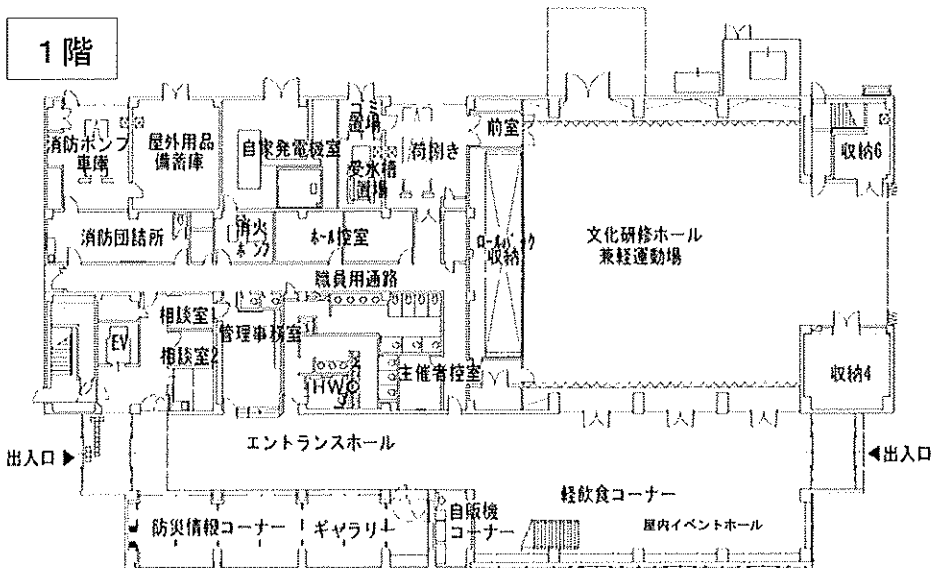 1階
消防ポンプ
車庫
屋外用品
備蓄庫
自家発電機室
ゴミ
置場
受水槽
置場
荷捌き
前室
収納6
消防団詰所
消火
ポンプ
ホール控室
ロールバック
収納
文化研修ホール
兼軽運動場
職員用通路
相談室1
EV
相談室2
管理事務室
HWC
主催者控室
収納4
エントランスホール
出入口
出入口
軽飲食コーナー
防災情報コーナー
ギャラリー
自販機
コーナー
屋内イベントホール